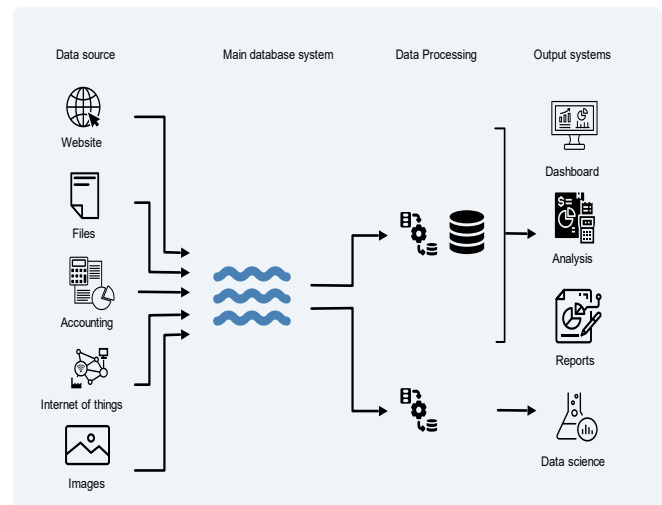 Data source
Main database system
Data Processing
Output systems
Website
Files
Accounting
Internet of things
Images
Dashboard
$=
Analysis
Reports
Data science